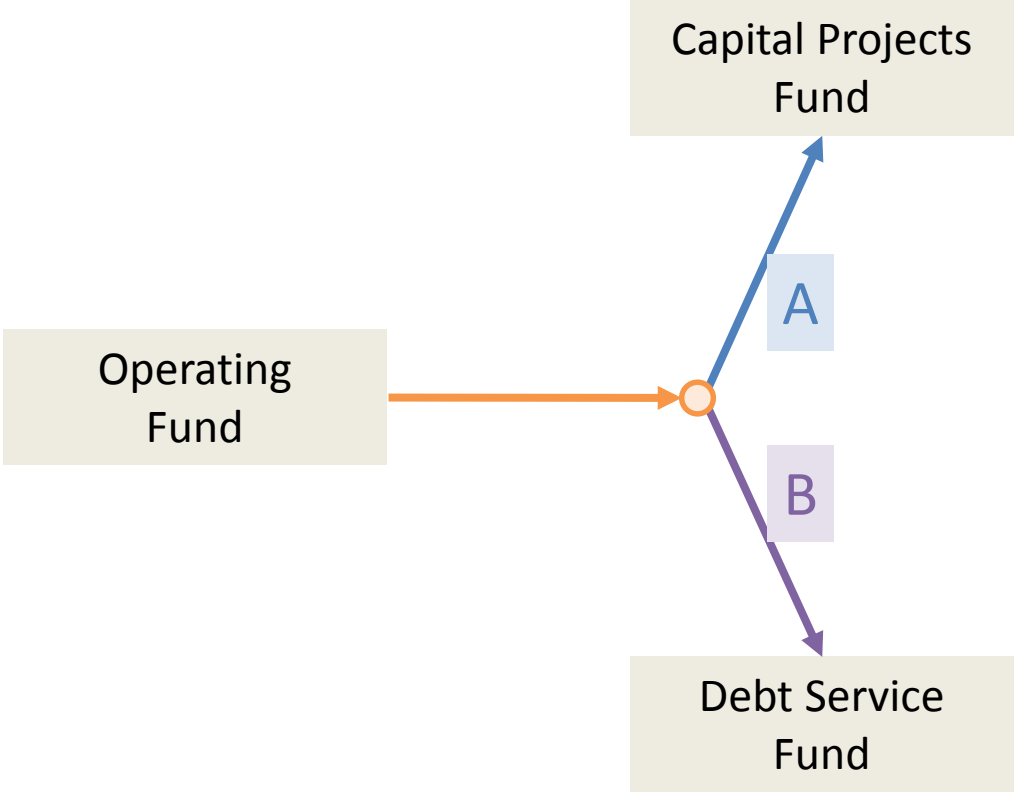 Capital Projects
Fund
A
Operating
Fund
B
Debt Service
Fund